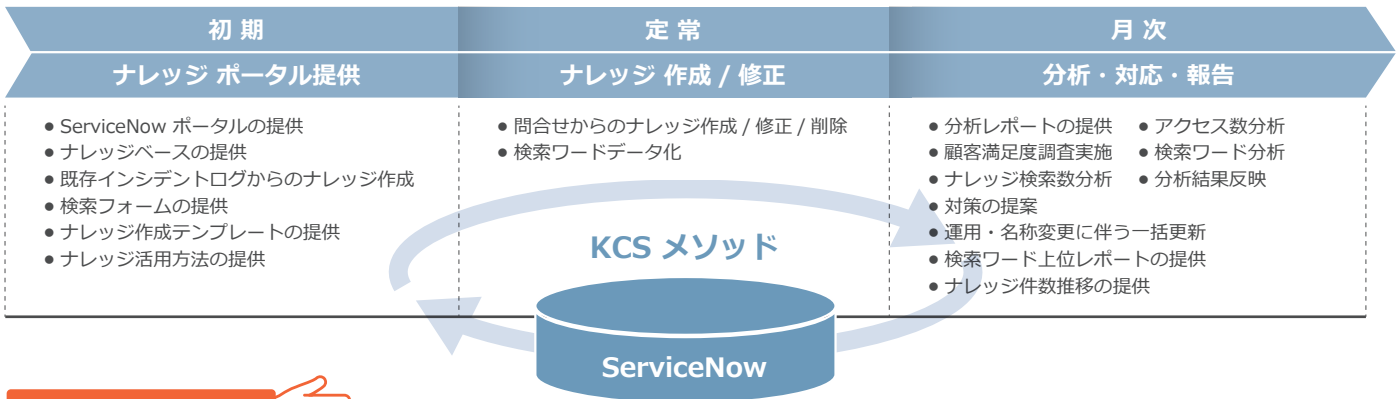 初 期
ナレッジ ポータル提供
● ServiceNow ポータルの提供
● ナレッジベースの提供
● 既存インシデントログからのナレッジ作成
● 検索フォームの提供
● ナレッジ作成テンプレートの提供
● ナレッジ活用方法の提供
定 常
ナレッジ 作成 / 修正
● 問合せからのナレッジ作成 / 修正 / 削除
● 検索ワードデータ化
月 次
分析・対応・報告
● 分析レポートの提供 ● アクセス数分析
● 顧客満足度調査実施 ● 検索ワード分析
● ナレッジ検索数分析 ● 分析結果反映
● 対策の提案
● 運用・名称変更に伴う一括更新
● 検索ワード上位レポートの提供
● ナレッジ件数推移の提供
KCS メソッド
ServiceNow